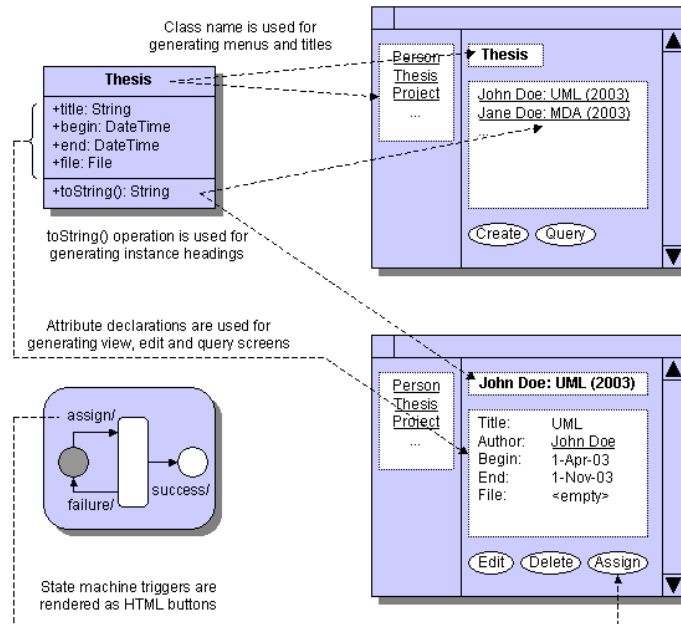 Class name is used for
generating menus and titles
Thesis
+title: String
+begin: DateTime
+end: DateTime
+file: File
+toString(): String
toString() operation is used for
generating instance headings
Person
Thesis
Project
...
Thesis
John Doe: UML (2003)
Jane Doe: MDA (2003)
...
Create
Query
Attribute declarations are used for
generating view, edit and query screens
assign/
failure/
success/
State machine triggers are
rendered as HTML buttons
Person
Thesis
Project
...
John Doe: UML (2003)
Title: UML
Author: John Doe
Begin: 1-Apr-03
End: 1-Nov-03
File: <empty>
Edit
Delete
Assign